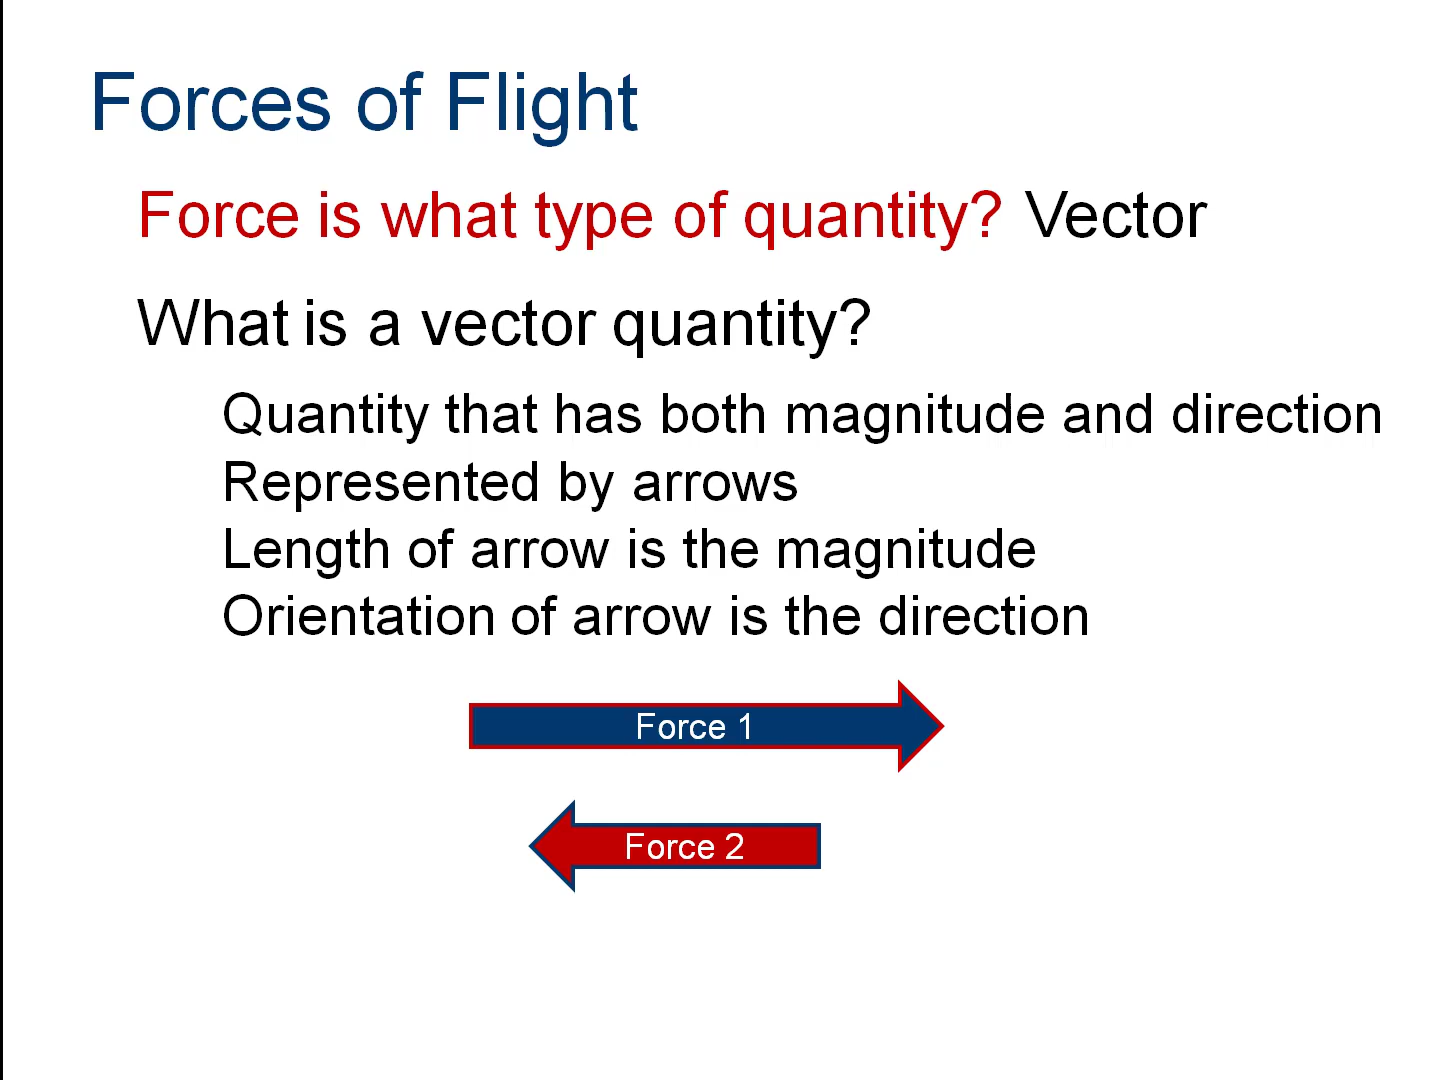 Forces of Flight
Force is what type of quantity? Vector
What is a vector quantity?
Quantity that has both magnitude and direction
Represented by arrows
Length of arrow is the magnitude
Orientation of arrow is the direction
Force 1
Force 2